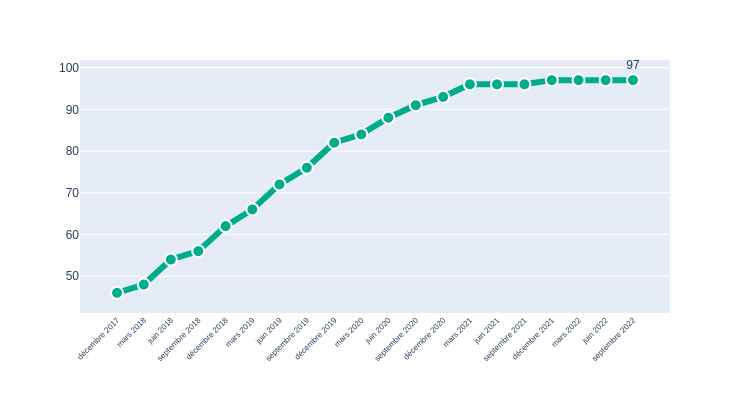 97
100
90
80
70
60
50
décembre 2017
mars 2018
juin 2018
septembre 2018
décembre 2018
mars 2019
juin 2019
septembre 2019
décembre 2019
mars 2020
juin 2020
septembre 2020
décembre 2020
mars 2021
juin 2021
septembre 2021
décembre 2021
mars 2022
juin 2022
septembre 2022